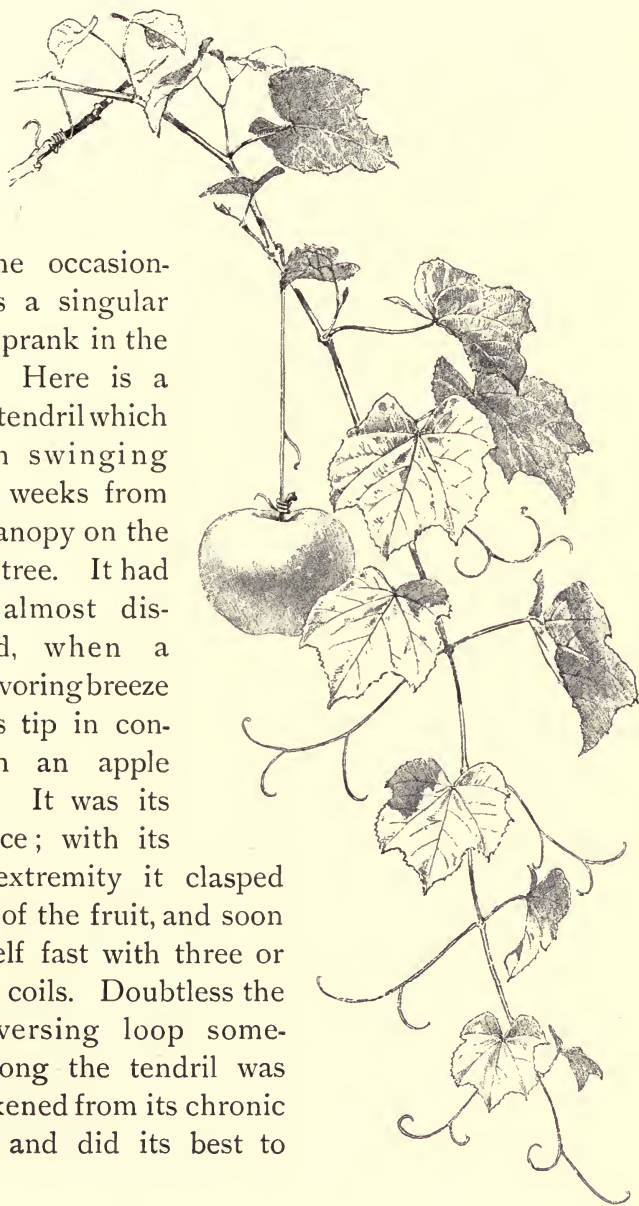 ne occasion-
s a singular
prank in the
Here is a
tendril which
n swinging
weeks from
anopy on the
tree. It had
almost dis-
d, when a
voring breeze
s tip in con-
n an apple
It was its
ce; with its
extremity it clasped
of the fruit, and soon
elf fast with three or
coils. Doubtless the
versing loop some-
ong the tendril was
kened from its chronic
and did its best to